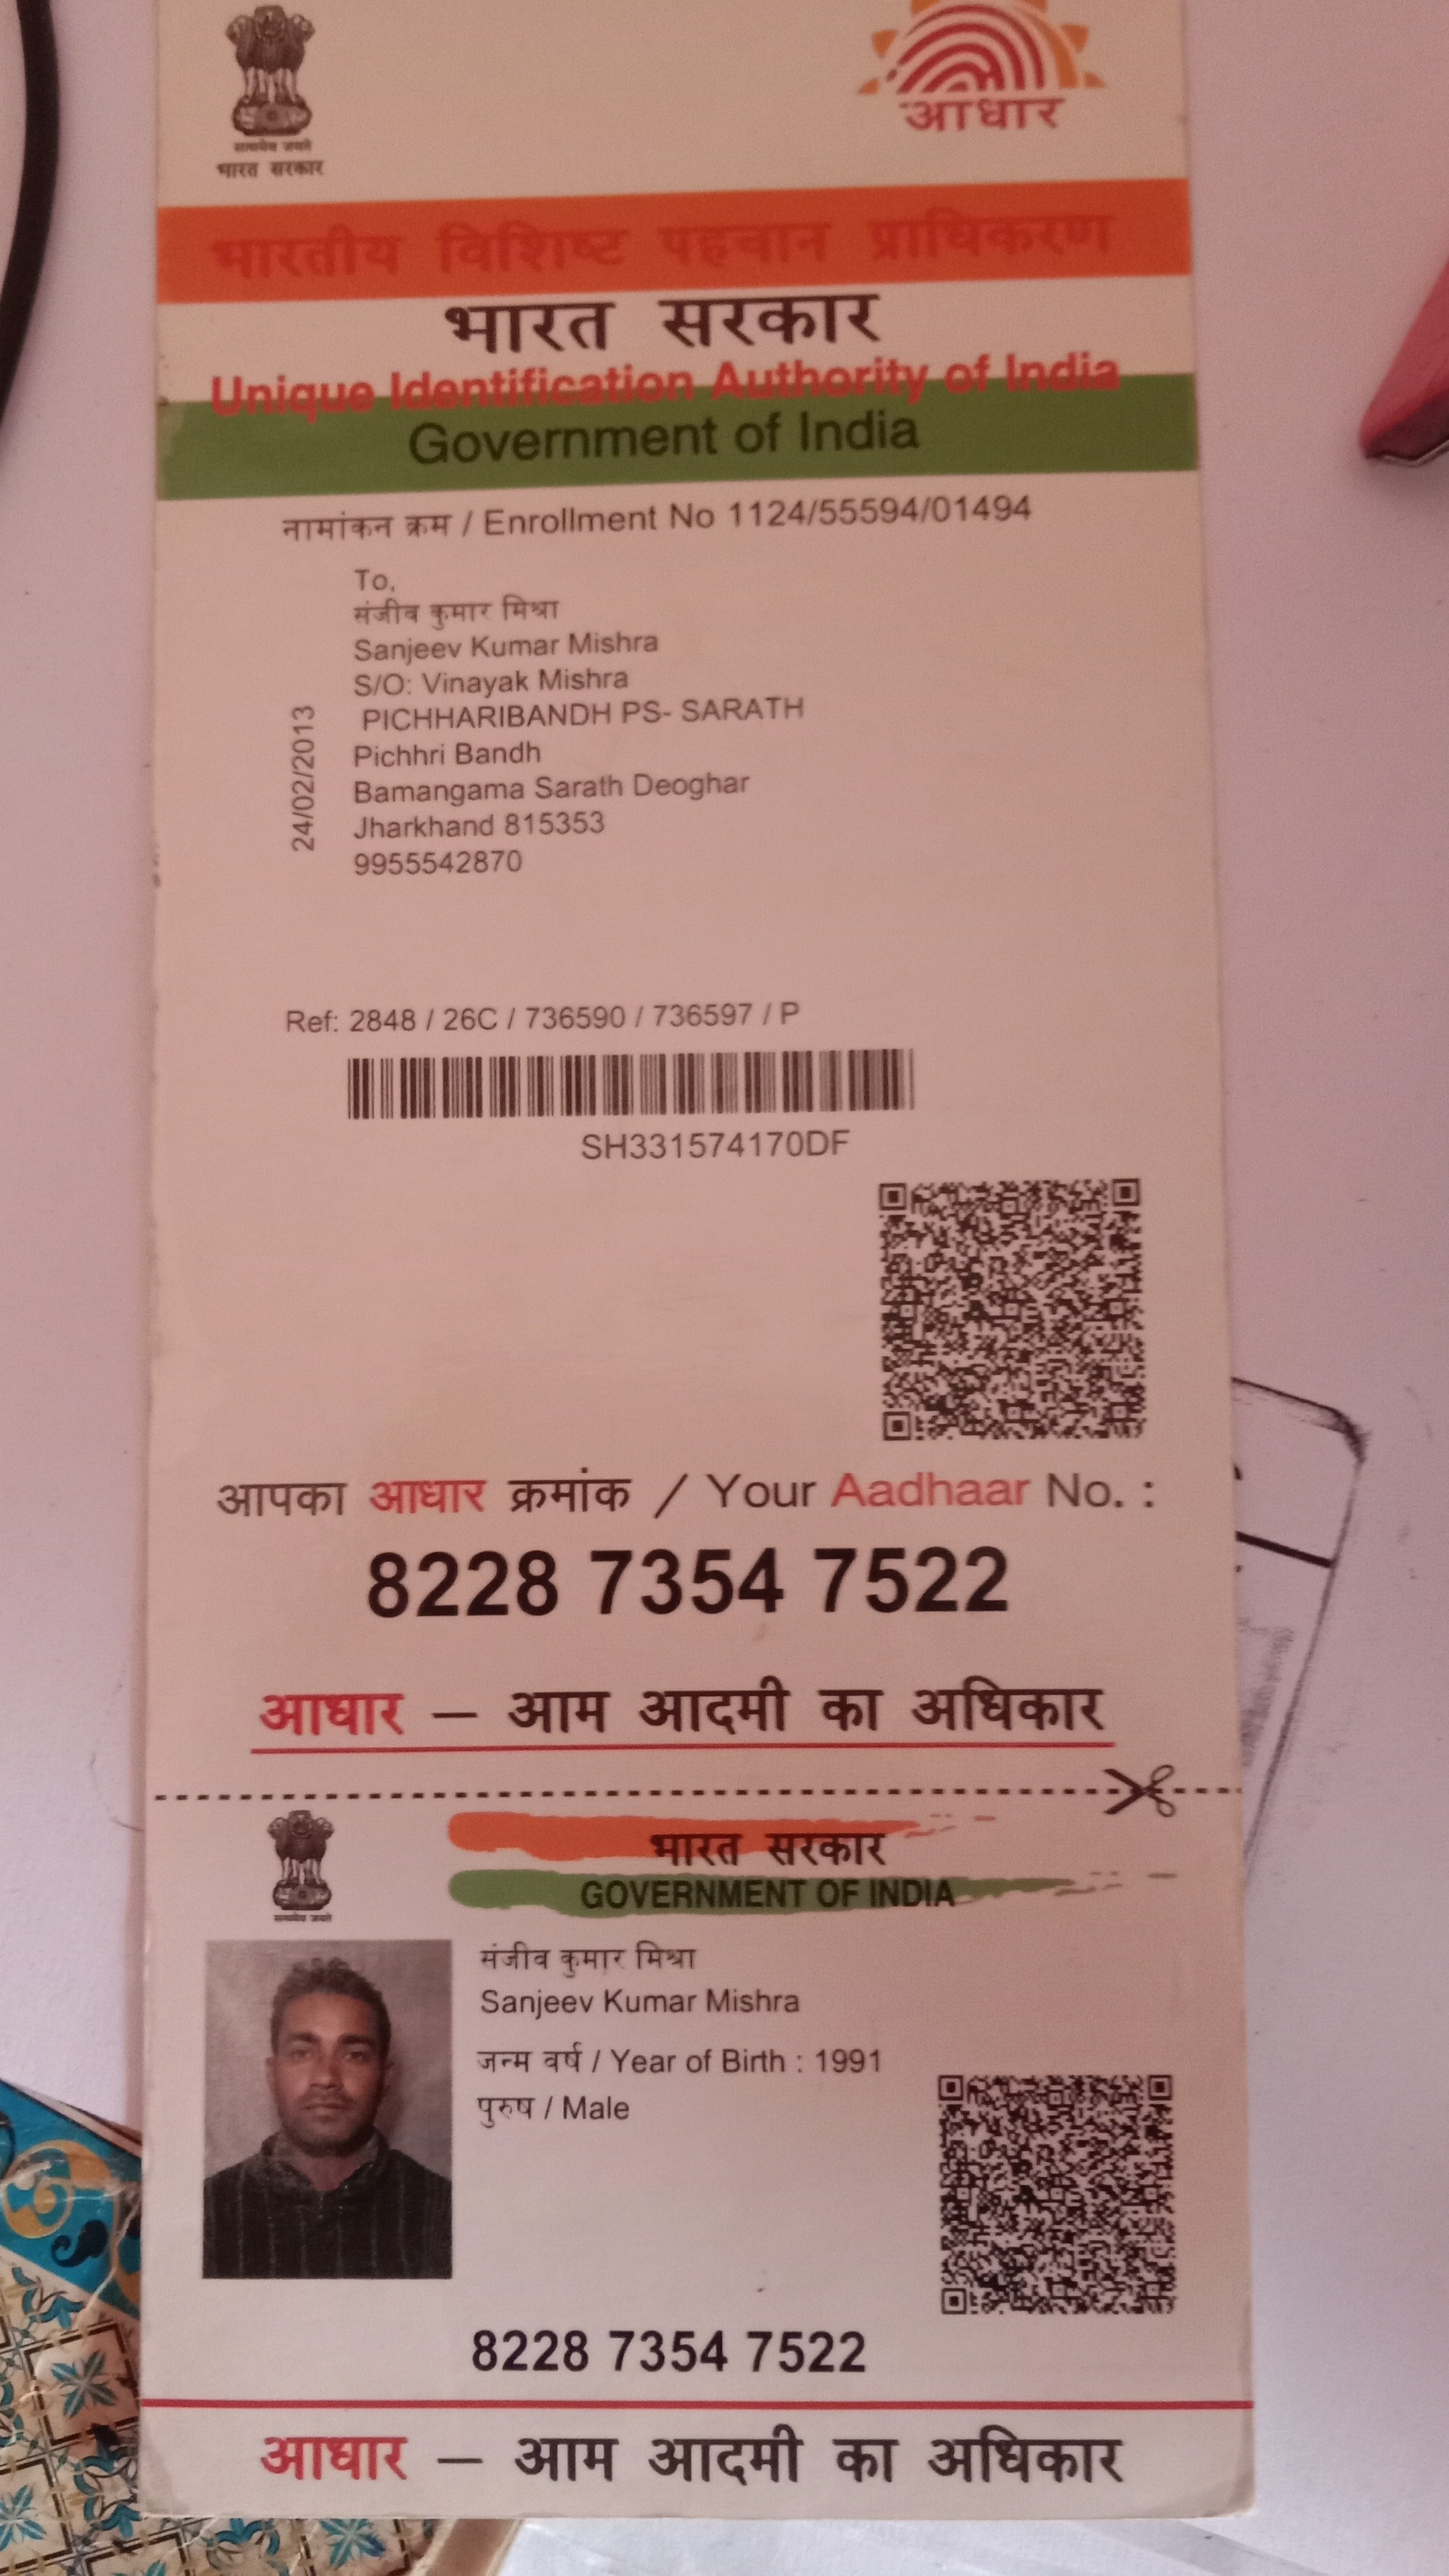 आधार
सत्यमेव जयते
भारत सरकार
भारतीय विशिष्ट पहचान प्राधिकरण
भारत सरकार
Unique Identification Authority of India
Government of India
नामांकन क्रम / Enrollment No 1124/55594/01494
To,
संजीव कुमार मिश्रा
Sanjeev Kumar Mishra
S/O: Vinayak Mishra
PICHHARIBANDH PS- SARATH
Pichhri Bandh
Bamangama Sarath Deoghar
Jharkhand 815353
9955542870
24/02/2013
Ref: 2848 / 26C / 736590 / 736597 / P
SH331574170DF
आपका आधार क्रमांक / Your Aadhaar No. :
8228 7354 7522
आधार – आम आदमी का अधिकार
भारत सरकार
GOVERNMENT OF INDIA
सत्यमेव जयते
संजीव कुमार मिश्रा
Sanjeev Kumar Mishra
जन्म वर्ष / Year of Birth : 1991
पुरुष / Male
8228 7354 7522
आधार – आम आदमी का अधिकार